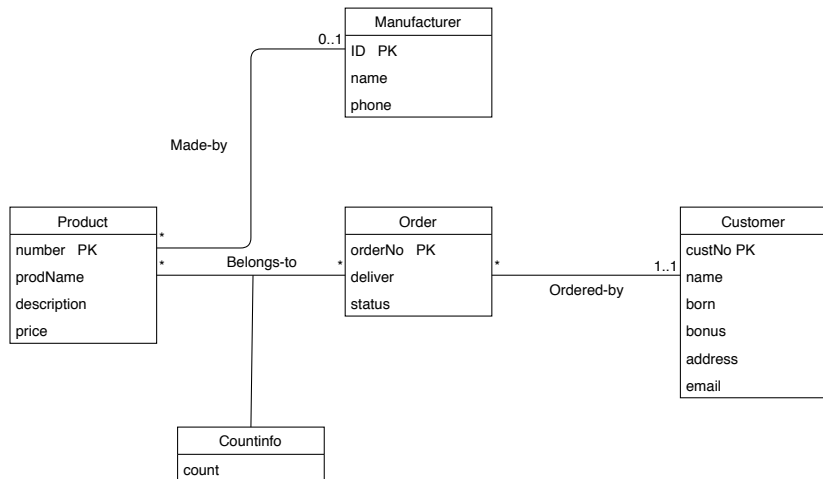 Manufacturer
0..1
ID PK
name
phone
Made-by
Product
number PK
prodName
description
price
*
*
Belongs-to
*
Order
orderNo PK
deliver
status
*
Ordered-by
1..1
Customer
custNo PK
name
born
bonus
address
email
Countinfo
count